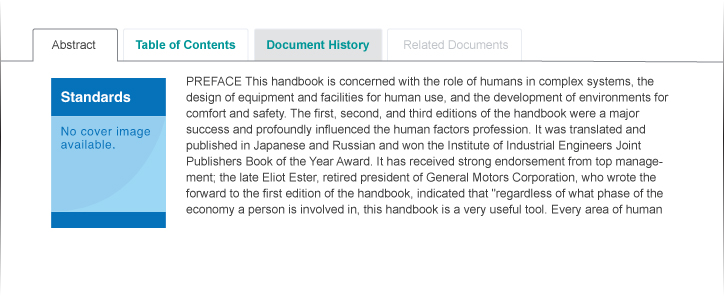 Abstract
Table of Contents
Document History
Related Documents
Standards
No cover image
available.
PREFACE This handbook is concerned with the role of humans in complex systems, the
design of equipment and facilities for human use, and the development of environments for
comfort and safety. The first, second, and third editions of the handbook were a major
success and profoundly influenced the human factors profession. It was translated and
published in Japanese and Russian and won the Institute of Industrial Engineers Joint
Publishers Book of the Year Award. It has received strong endorsement from top manage-
ment; the late Eliot Ester, retired president of General Motors Corporation, who wrote the
forward to the first edition of the handbook, indicated that "regardless of what phase of the
economy a person is involved in, this handbook is a very useful tool. Every area of human